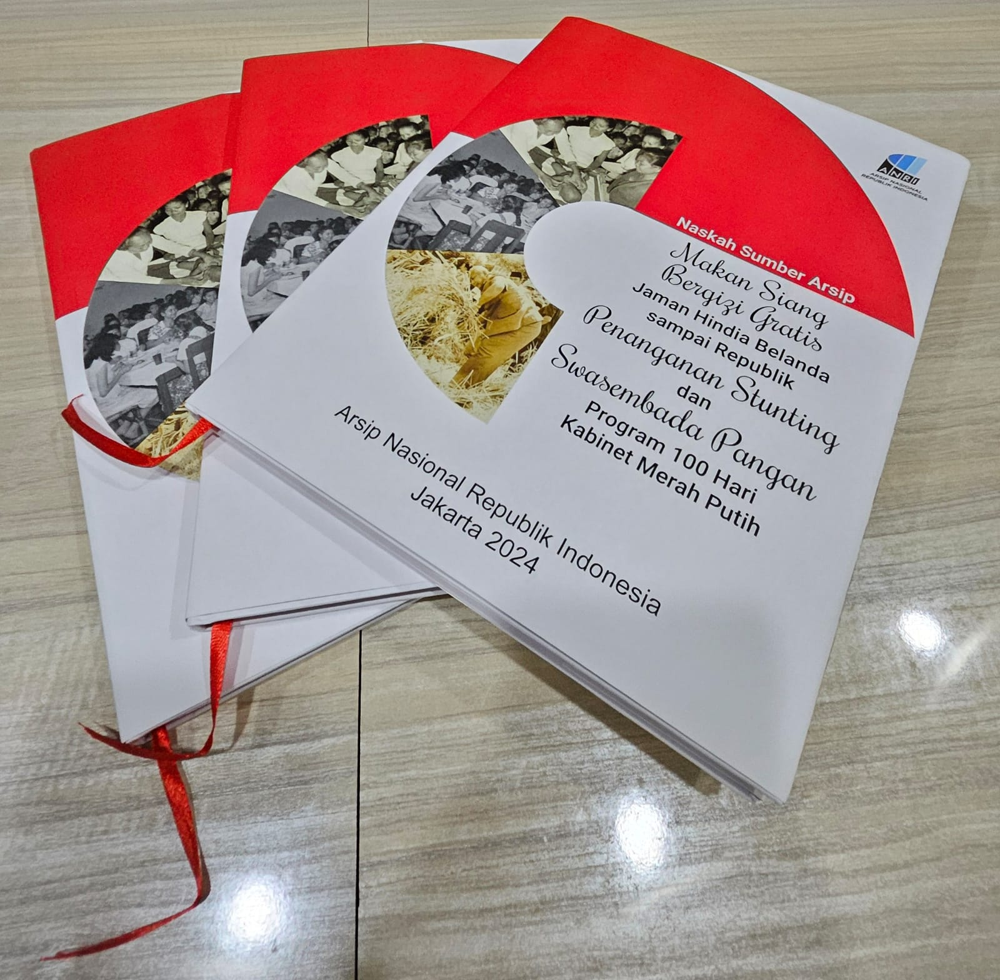 ANRI
ARSIP NASIONAL
REPUBLIK INDONESIA
Naskah Sumber Arsip
Makan Siang
Bergizi Gratis
Jaman Hindia Belanda
sampai Republik
dan
Penanganan Stunting
Swasembada Pangan
Program 100 Hari
Kabinet Merah Putih
Arsip Nasional Republik Indonesia
Jakarta 2024